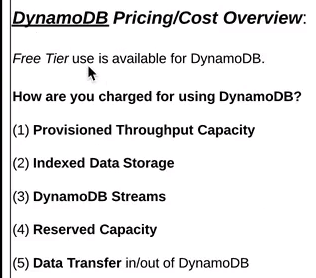 DynamoDB Pricing/Cost Overview:
Free Tier use is available for DynamoDB.
How are you charged for using DynamoDB?
(1) Provisioned Throughput Capacity
(2) Indexed Data Storage
(3) DynamoDB Streams
(4) Reserved Capacity
(5) Data Transfer in/out of DynamoDB